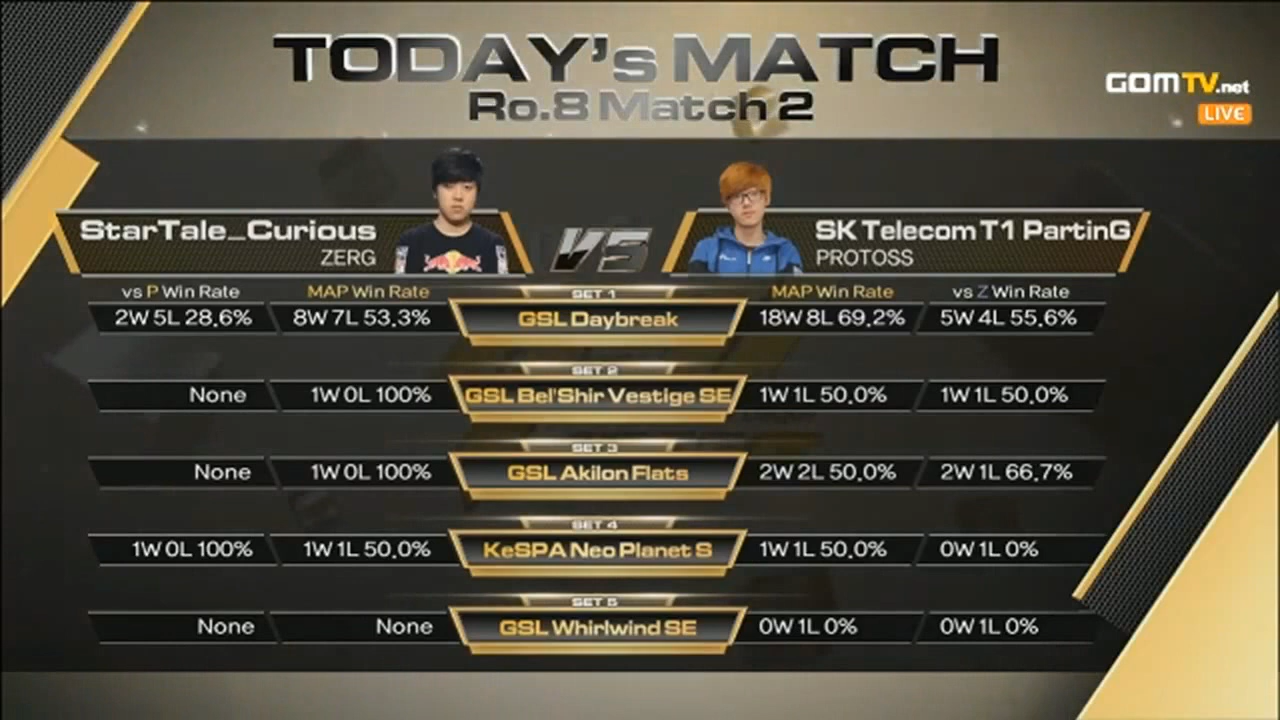 TODAY's MATCH
Ro.8 Match 2
GOMTV.net
LIVE
StarTale_Curious
ZERG
VS
SK Telecom T1 PartinG
PROTOSS
vs P Win Rate MAP Win Rate SET 1 MAP Win Rate vs Z Win Rate
2W 5L 28.6% 8W 7L 53.3% GSL Daybreak 18W 8L 69.2% 5W 4L 55.6%
SET 2
None 1W 0L 100% GSL Bel'Shir Vestige SE 1W 1L 50.0% 1W 1L 50.0%
SET 3
None 1W 0L 100% GSL Akilon Flats 2W 2L 50.0% 2W 1L 66.7%
SET 4
1W 0L 100% 1W 1L 50.0% KeSPA Neo Planet S 1W 1L 50.0% 0W 1L 0%
SET 5
None None GSL Whirlwind SE 0W 1L 0% 0W 1L 0%